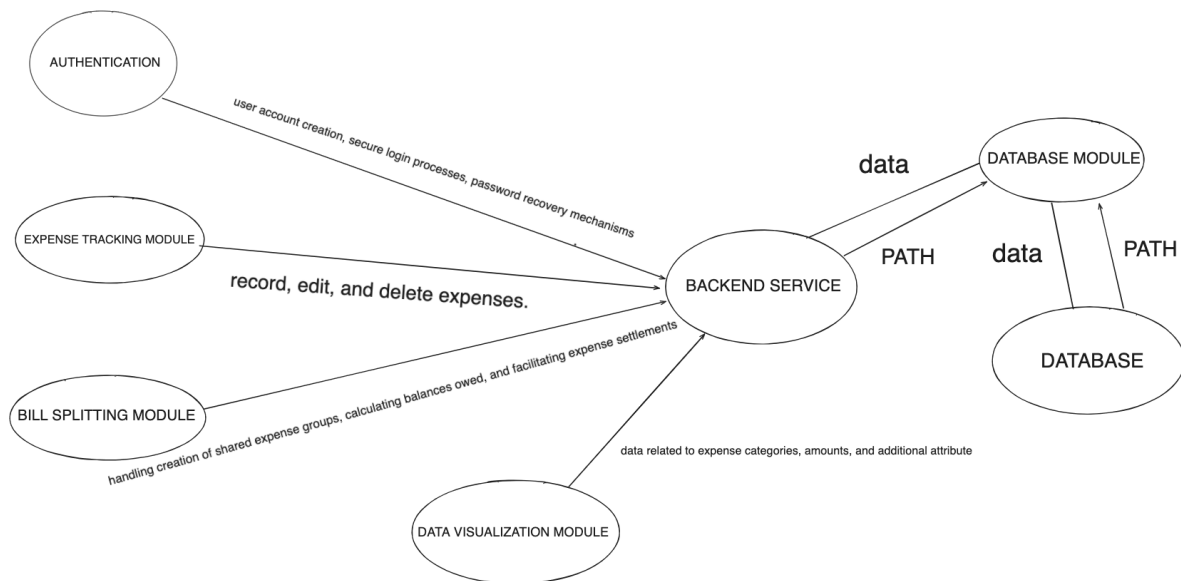 AUTHENTICATION
user account creation, secure login processes, password recovery mechanisms
DATABASE MODULE
data
EXPENSE TRACKING MODULE
record, edit, and delete expenses.
BACKEND SERVICE
PATH
data
PATH
DATABASE
BILL SPLITTING MODULE
handling creation of shared expense groups, calculating balances owed, and facilitating expense settlements
data related to expense categories, amounts, and additional attribute
DATA VISUALIZATION MODULE